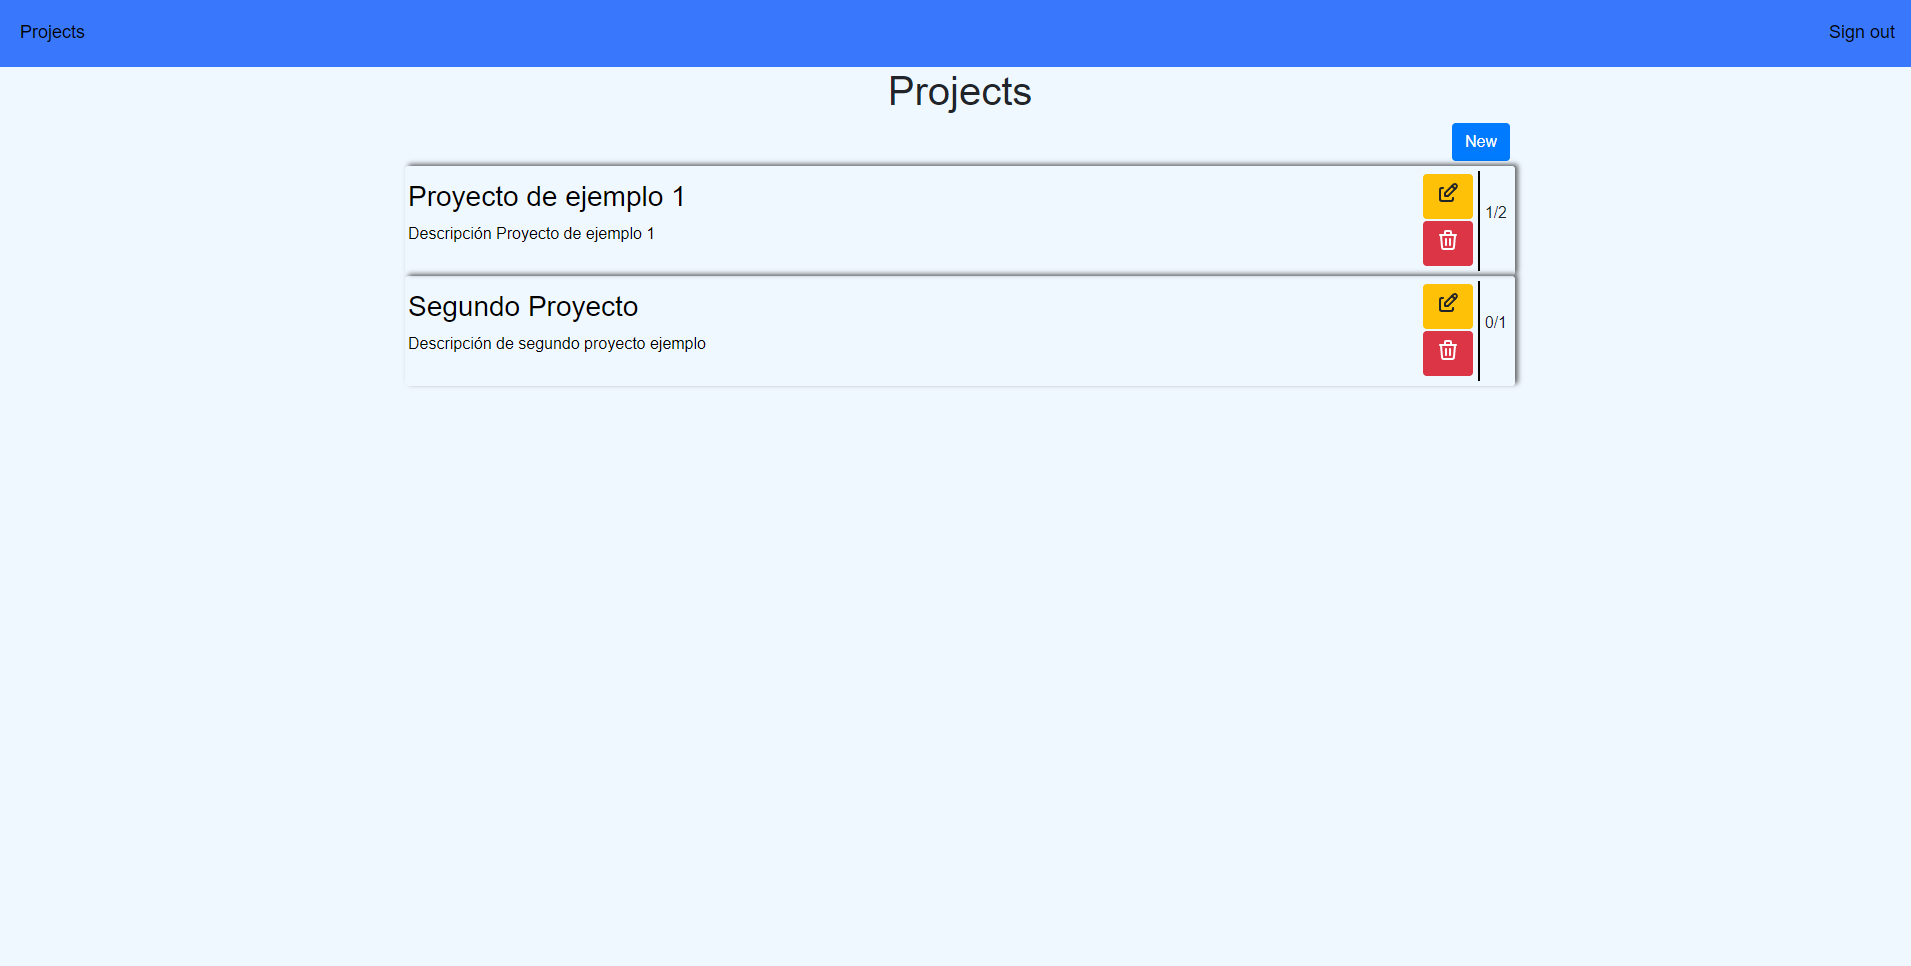 Projects
Sign out
Projects
New
Proyecto de ejemplo 1
Descripción Proyecto de ejemplo 1
1/2
Segundo Proyecto
Descripción de segundo proyecto ejemplo
0/1